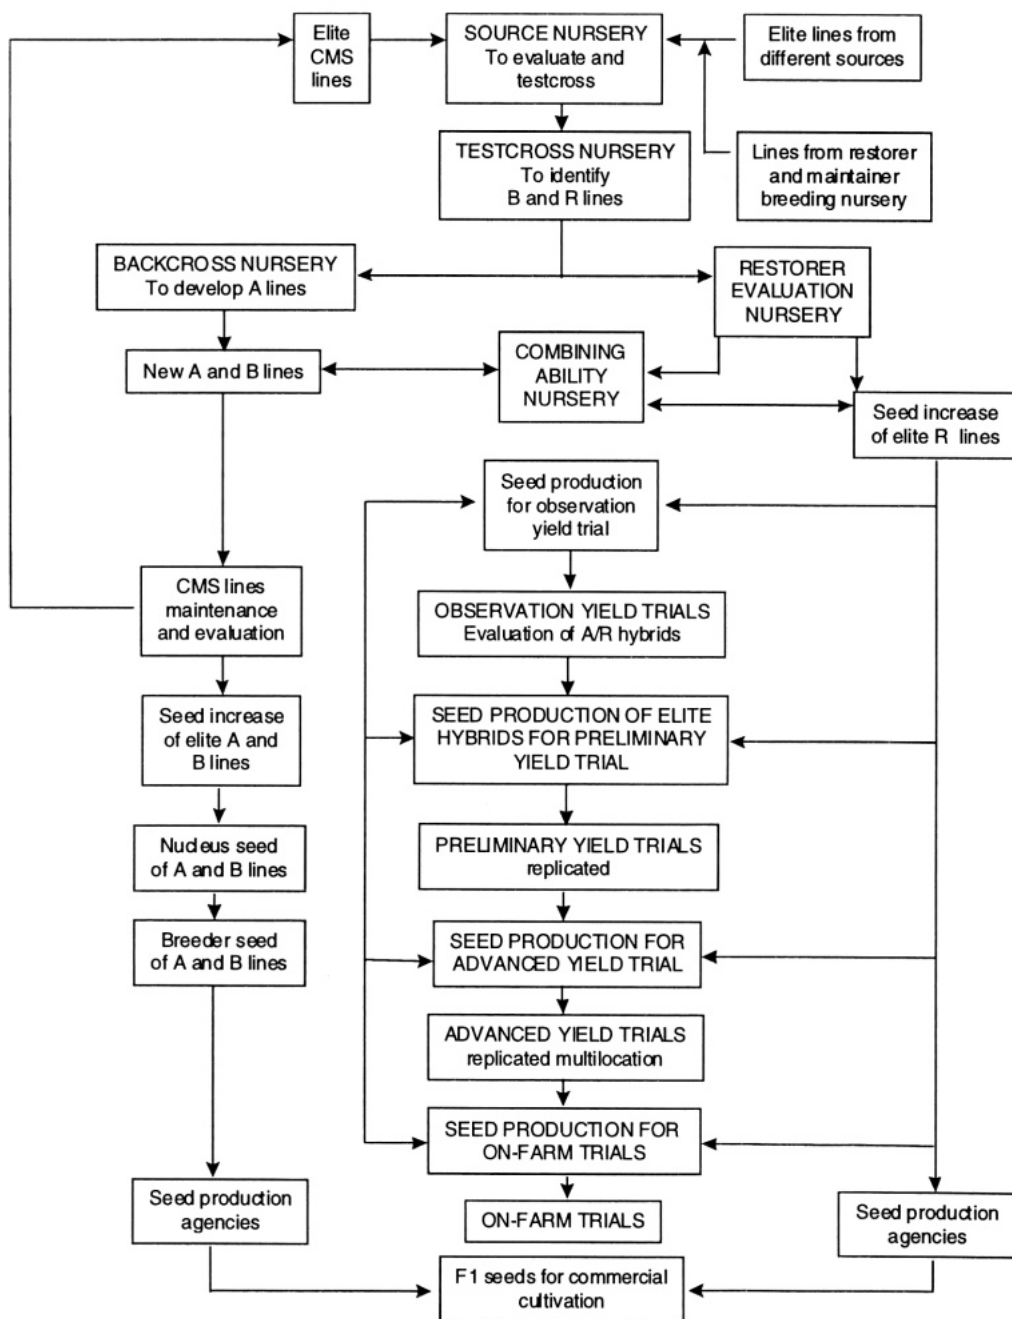 Elite
CMS
lines
SOURCE NURSERY
To evaluate and
testcross
Elite lines from
different sources
TESTCROSS NURSERY
To identify
B and R lines
Lines from restorer
and maintainer
breeding nursery
BACKCROSS NURSERY
To develop A lines
RESTORER
EVALUATION
NURSERY
New A and B lines
COMBINING
ABILITY
NURSERY
Seed increase
of elite R lines
Seed production
for observation
yield trial
CMS lines
maintenance
and evaluation
OBSERVATION YIELD TRIALS
Evaluation of A/R hybrids
Seed increase
of elite A and
B lines
SEED PRODUCTION OF ELITE
HYBRIDS FOR PRELIMINARY
YIELD TRIAL
Nucleus seed
of A and B lines
PRELIMINARY YIELD TRIALS
replicated
Breeder seed
of A and B lines
SEED PRODUCTION FOR
ADVANCED YIELD TRIAL
ADVANCED YIELD TRIALS
replicated multilocation
SEED PRODUCTION FOR
ON-FARM TRIALS
Seed production
agencies
ON-FARM TRIALS
Seed production
agencies
F1 seeds for commercial
cultivation